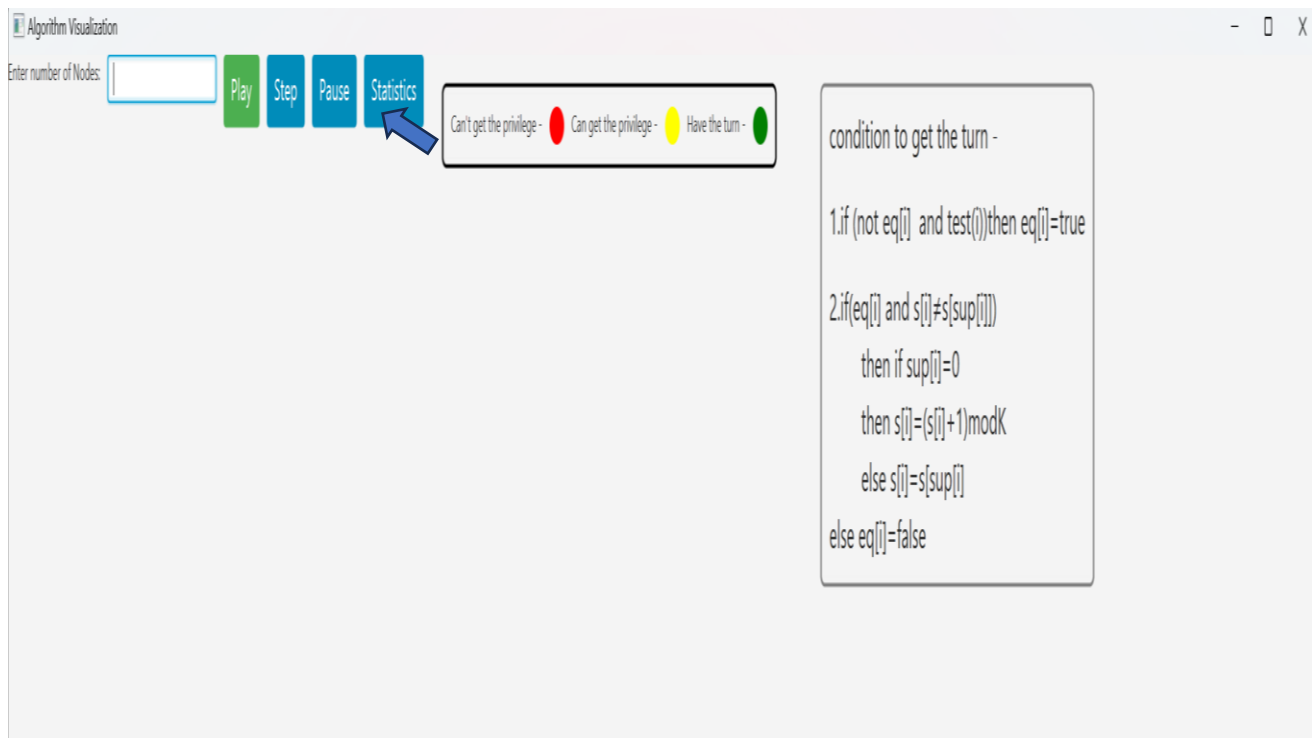 Algorithm Visualization
Enter number of Nodes:
Play
Step
Pause
Statistics
Can't get the privilege -
Can get the privilege -
Have the turn -
condition to get the turn -
1.if (not eq[i]  and test(i))then eq[i]=true
2.if(eq[i] and s[i]≠s[sup[i]])
then if sup[i]=0
then s[i]=(s[i]+1)modK
else s[i]=s[sup[i]
else eq[i]=false